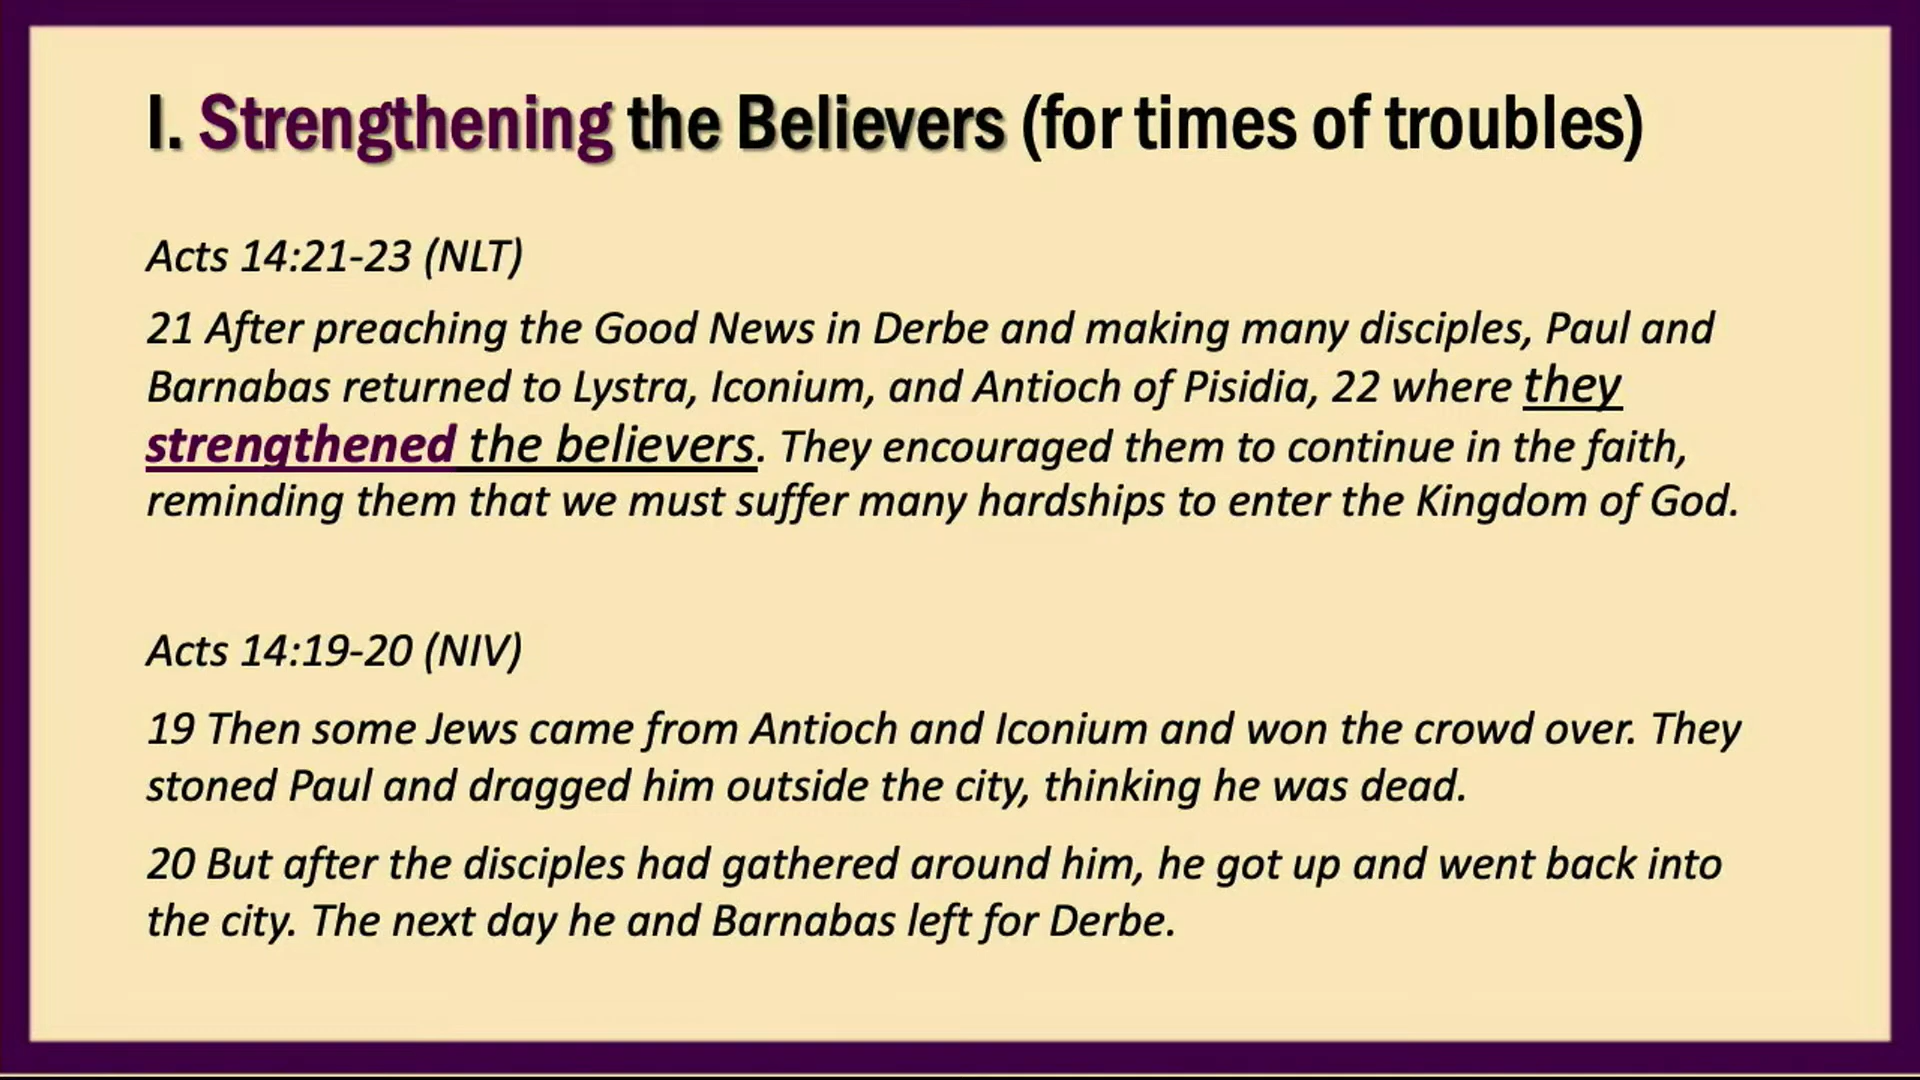 I. Strengthening the Believers (for times of troubles)
Acts 14:21-23 (NLT)
21 After preaching the Good News in Derbe and making many disciples, Paul and
Barnabas returned to Lystra, Iconium, and Antioch of Pisidia, 22 where they
strengthened the believers. They encouraged them to continue in the faith,
reminding them that we must suffer many hardships to enter the Kingdom of God.
Acts 14:19-20 (NIV)
19 Then some Jews came from Antioch and Iconium and won the crowd over. They
stoned Paul and dragged him outside the city, thinking he was dead.
20 But after the disciples had gathered around him, he got up and went back into
the city. The next day he and Barnabas left for Derbe.